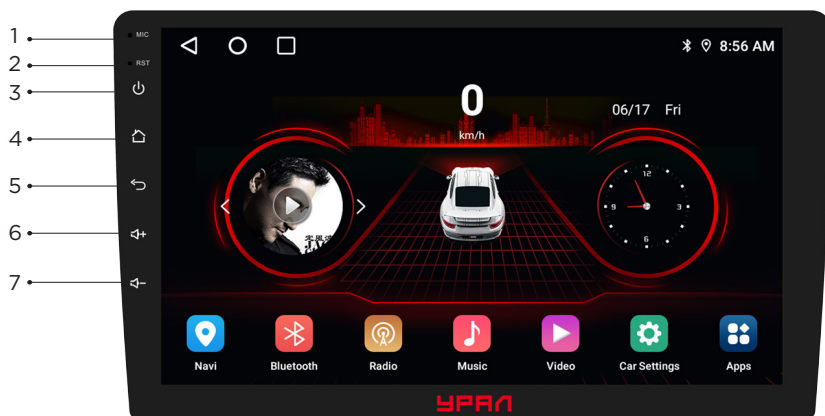 1
MIC
2
RST
3
4
5
6
7
8:56 AM
0
km/h
06/17 Fri
12
9
3
6
Navi
Bluetooth
Radio
Music
Video
Car Settings
Apps
УРАЛ